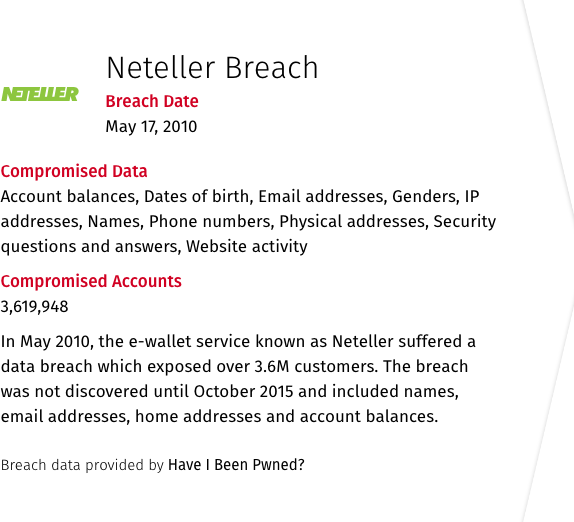 NETELLER
Neteller Breach
Breach Date
May 17, 2010
Compromised Data
Account balances, Dates of birth, Email addresses, Genders, IP
addresses, Names, Phone numbers, Physical addresses, Security
questions and answers, Website activity
Compromised Accounts
3,619,948
In May 2010, the e-wallet service known as Neteller suffered a
data breach which exposed over 3.6M customers. The breach
was not discovered until October 2015 and included names,
email addresses, home addresses and account balances.
Breach data provided by Have I Been Pwned?